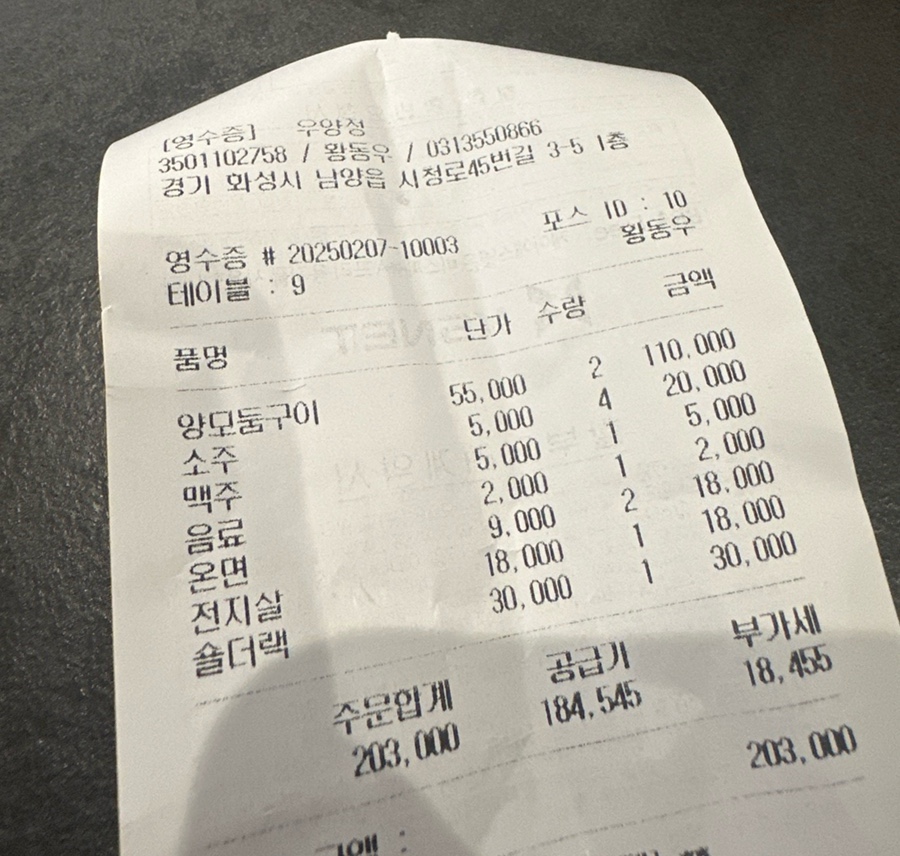 [영수증] 우양정
3501102758 / 황동우 / 0313550866
경기 화성시 남양읍 시청로45번길 3-5 1층
포스 ID : 10
영수증 # 20250207-10003 황동우
테이블 : 9
품명 단가 수량 금액
양모둠구이 55,000 2 110,000
소주 5,000 4 20,000
맥주 5,000 1 5,000
음료 2,000 1 2,000
온면 9,000 2 18,000
전지살 18,000 1 18,000
숄더랙 30,000 1 30,000
주문합계 공급가 부가세
203,000 184,545 18,455
203,000